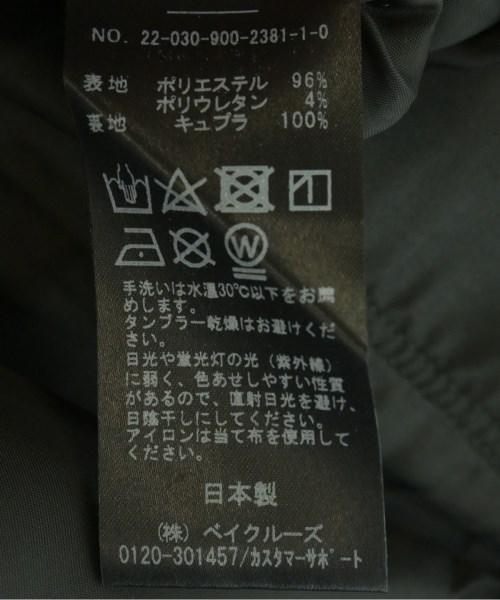 NO. 22-030-900-2381-1-0
表地 ポリエステル 96%
ポリウレタン 4%
裏地 キュプラ 100%
W
手洗いは水温30℃以下をお勧
めします。
タンブラー乾燥はお避けくだ
さい。
日光や蛍光灯の光（紫外線）
に弱く、色あせしやすい性質
があるので、直射日光を避け、
日陰干しにしてください。
アイロンは当て布を使用して
ください。
日本製
（株）ベイクルーズ
0120-301457/カスタマーサポート